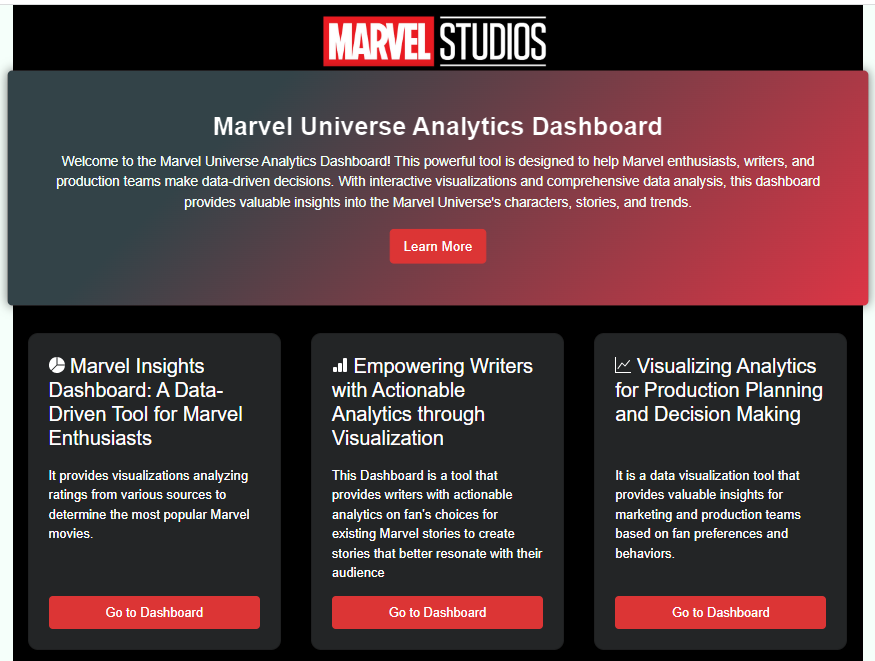 MARVEL STUDIOS
Marvel Universe Analytics Dashboard
Welcome to the Marvel Universe Analytics Dashboard! This powerful tool is designed to help Marvel enthusiasts, writers, and
production teams make data-driven decisions. With interactive visualizations and comprehensive data analysis, this dashboard
provides valuable insights into the Marvel Universe's characters, stories, and trends.
Learn More
Marvel Insights
Dashboard: A Data-
Driven Tool for Marvel
Enthusiasts
It provides visualizations analyzing
ratings from various sources to
determine the most popular Marvel
movies.
Go to Dashboard
Empowering Writers
with Actionable
Analytics through
Visualization
This Dashboard is a tool that
provides writers with actionable
analytics on fan's choices for
existing Marvel stories to create
stories that better resonate with their
audience
Go to Dashboard
Visualizing Analytics
for Production Planning
and Decision Making
It is a data visualization tool that
provides valuable insights for
marketing and production teams
based on fan preferences and
behaviors.
Go to Dashboard